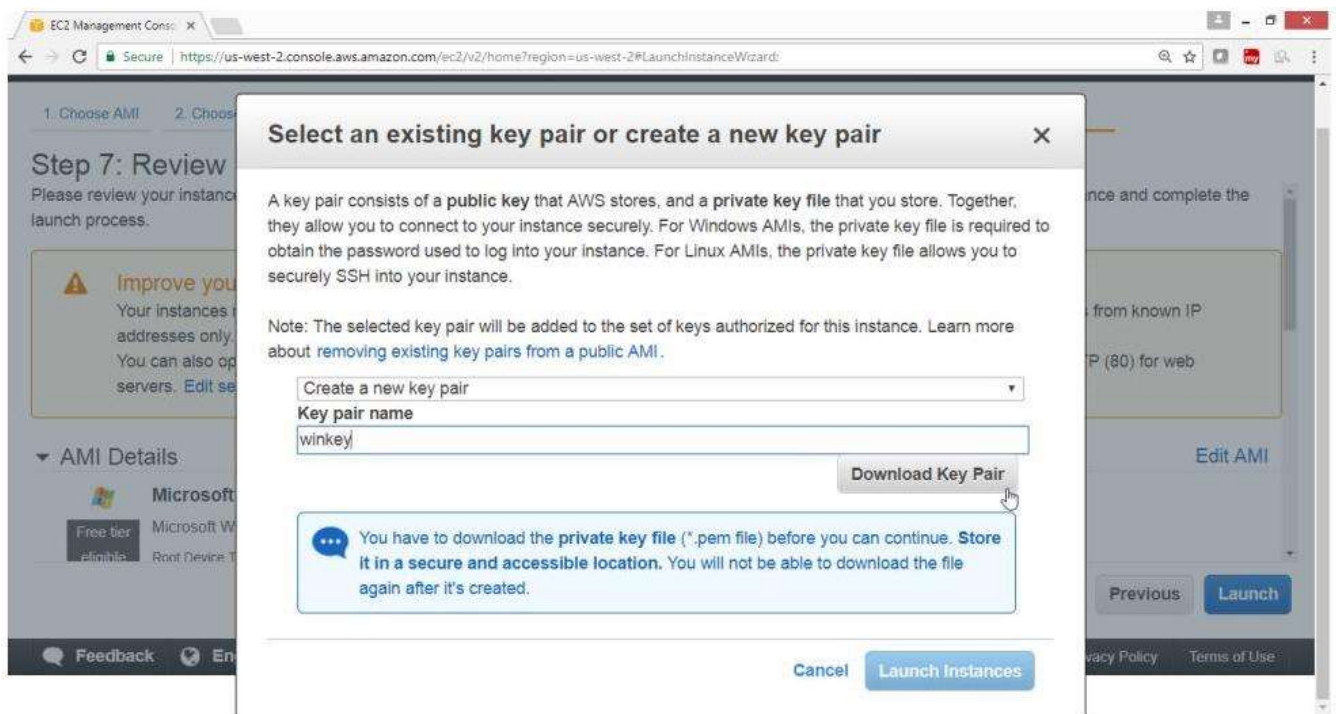 EC2 Management Conso
Secure | https://us-west-2.console.aws.amazon.com/ec2/v2/home?region=us-west-2#LaunchInstanceWizard:
1. Choose AMI 2. Choose
Step 7: Review
Please review your instance
launch process.
nce and complete the
Improve you
Your instances
addresses only.
You can also op
servers. Edit se
from known IP
P (80) for web
AMI Details
Edit AMI
Microsoft
Free tier
eligible
Microsoft W
Root Device T
Select an existing key pair or create a new key pair
A key pair consists of a public key that AWS stores, and a private key file that you store. Together,
they allow you to connect to your instance securely. For Windows AMIs, the private key file is required to
obtain the password used to log into your instance. For Linux AMIs, the private key file allows you to
securely SSH into your instance.
Note: The selected key pair will be added to the set of keys authorized for this instance. Learn more
about removing existing key pairs from a public AMI.
Create a new key pair
Key pair name
winkey
Download Key Pair
You have to download the private key file (*.pem file) before you can continue. Store
it in a secure and accessible location. You will not be able to download the file
again after it's created.
Cancel Launch Instances
Previous Launch
Feedback En
vacy Policy Terms of Use